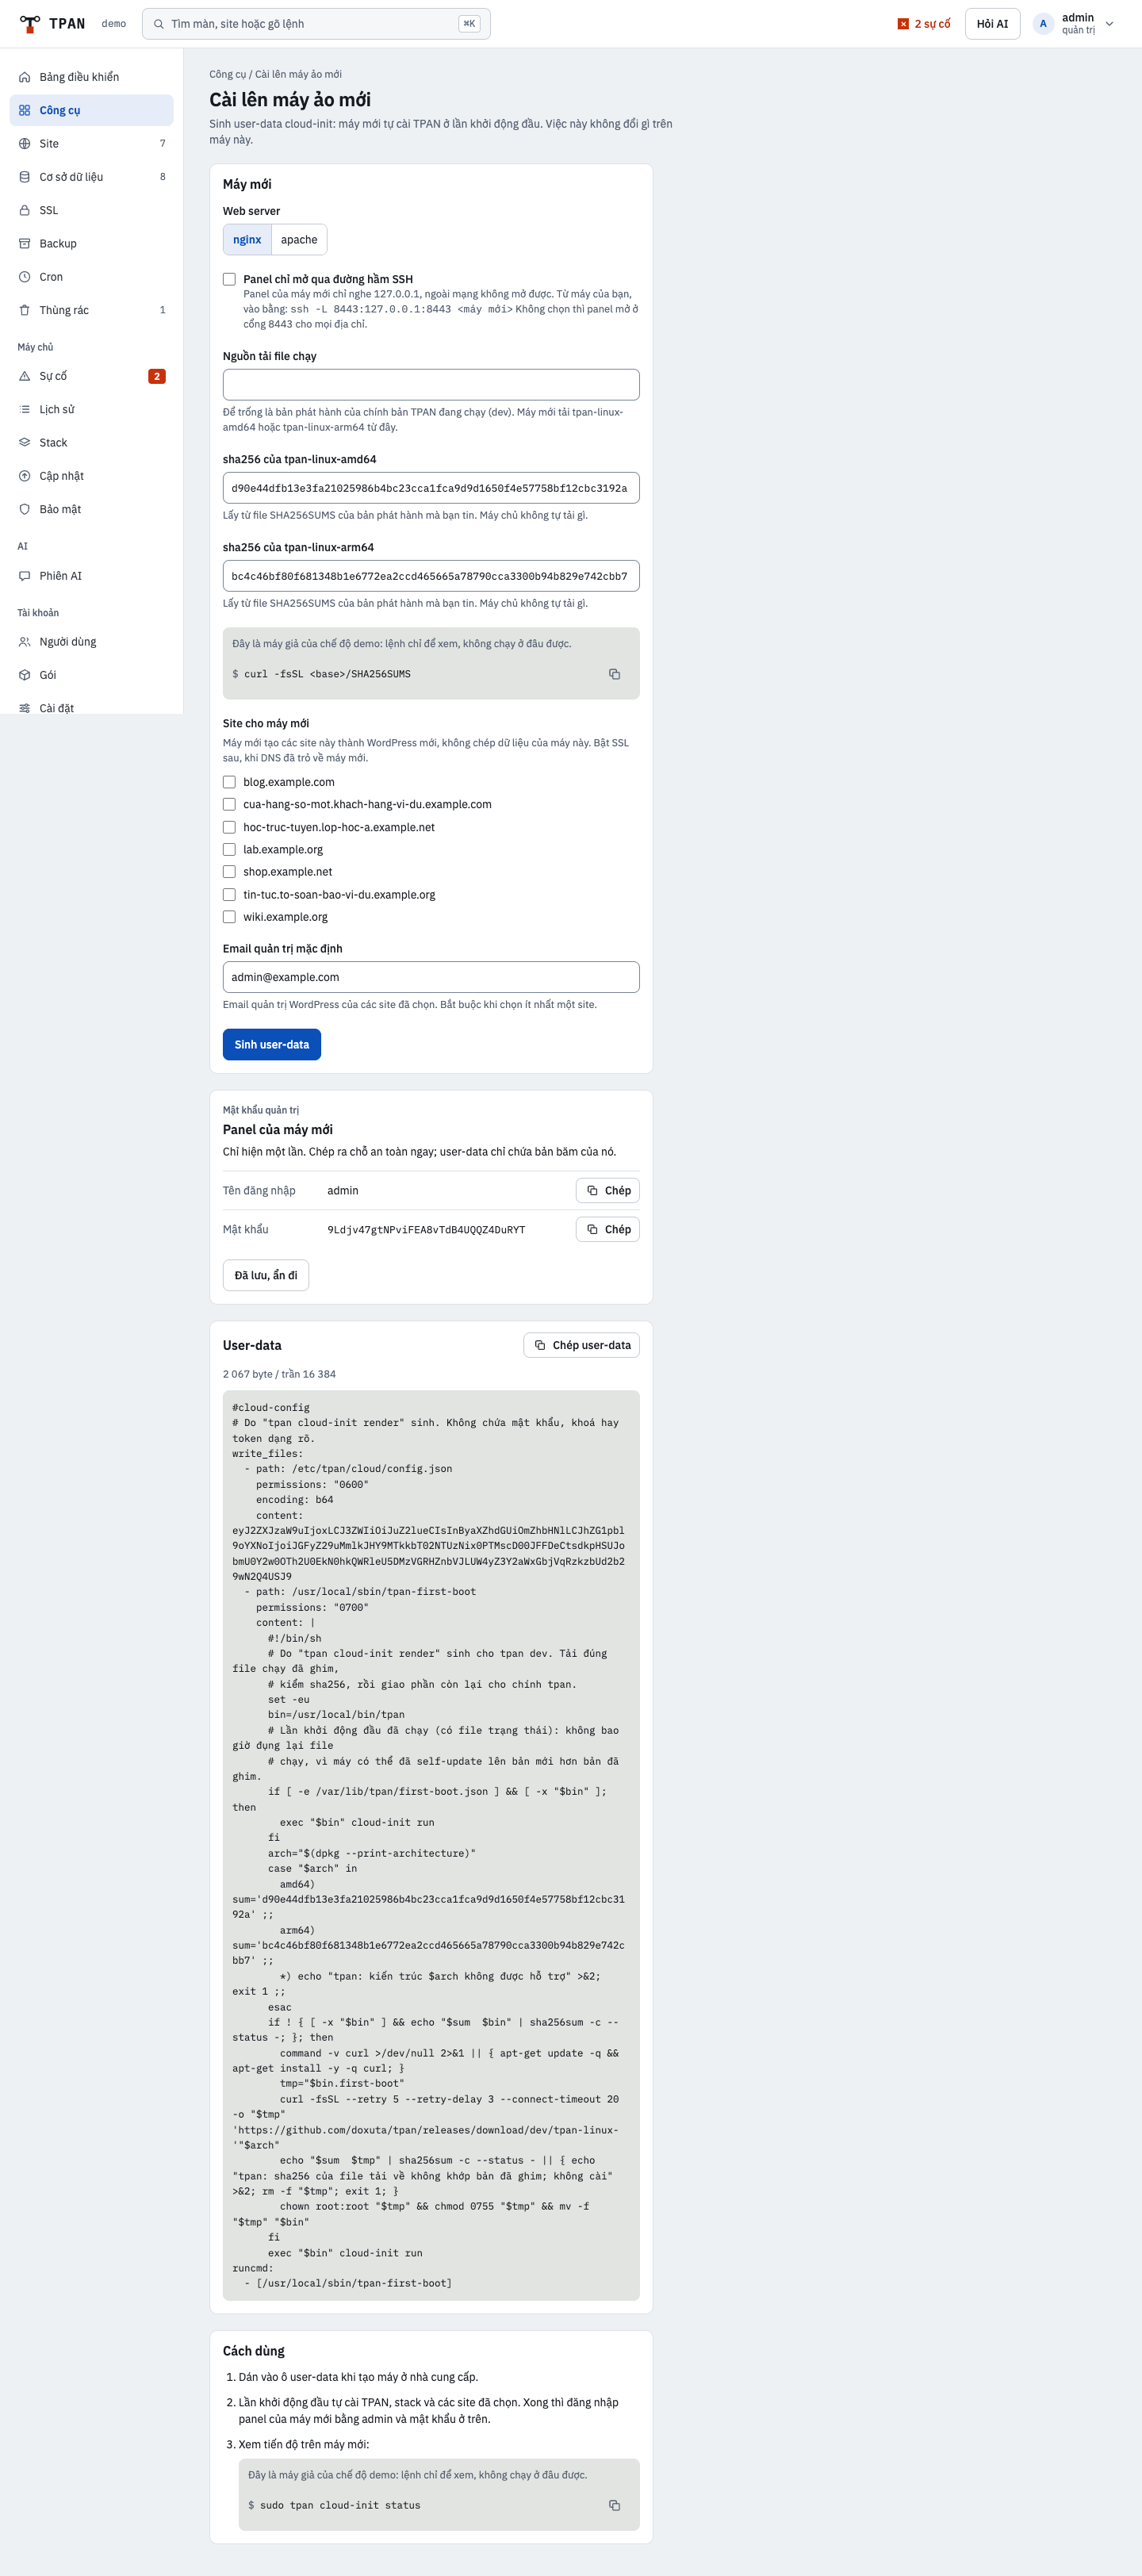 TPAN demo
Tìm màn, site hoặc gõ lệnh
⌘K
2 sự cố
Hỏi AI
A
admin
quản trị
Bảng điều khiển
Công cụ
Site 7
Cơ sở dữ liệu 8
SSL
Backup
Cron
Thùng rác 1
Máy chủ
Sự cố 2
Lịch sử
Stack
Cập nhật
Bảo mật
AI
Phiên AI
Tài khoản
Người dùng
Gói
Cài đặt
Công cụ / Cài lên máy ảo mới
Cài lên máy ảo mới
Sinh user-data cloud-init: máy mới tự cài TPAN ở lần khởi động đầu. Việc này không đổi gì trên
máy này.
Máy mới
Web server
nginx apache
Panel chỉ mở qua đường hầm SSH
Panel của máy mới chỉ nghe 127.0.0.1, ngoài mạng không mở được. Từ máy của bạn,
vào bằng: ssh -L 8443:127.0.0.1:8443 <máy mới> Không chọn thì panel mở ở
cổng 8443 cho mọi địa chỉ.
Nguồn tải file chạy
Để trống là bản phát hành của chính bản TPAN đang chạy (dev). Máy mới tải tpan-linux-
amd64 hoặc tpan-linux-arm64 từ đây.
sha256 của tpan-linux-amd64
d90e44dfb13e3fa21025986b4bc23cca1fca9d9d1650f4e57758bf12cbc3192a
Lấy từ file SHA256SUMS của bản phát hành mà bạn tin. Máy chủ không tự tải gì.
sha256 của tpan-linux-arm64
bc4c46bf80f681348b1e6772ea2ccd465665a78790cca3300b94b829e742cbb7
Lấy từ file SHA256SUMS của bản phát hành mà bạn tin. Máy chủ không tự tải gì.
Đây là máy giả của chế độ demo: lệnh chỉ để xem, không chạy ở đâu được.
$ curl -fsSL <base>/SHA256SUMS
Site cho máy mới
Máy mới tạo các site này thành WordPress mới, không chép dữ liệu của máy này. Bật SSL
sau, khi DNS đã trỏ về máy mới.
blog.example.com
cua-hang-so-mot.khach-hang-vi-du.example.com
hoc-truc-tuyen.lop-hoc-a.example.net
lab.example.org
shop.example.net
tin-tuc.to-soan-bao-vi-du.example.org
wiki.example.org
Email quản trị mặc định
admin@example.com
Email quản trị WordPress của các site đã chọn. Bắt buộc khi chọn ít nhất một site.
Sinh user-data
Mật khẩu quản trị
Panel của máy mới
Chỉ hiện một lần. Chép ra chỗ an toàn ngay; user-data chỉ chứa bản băm của nó.
Tên đăng nhập admin Chép
Mật khẩu 9Ldjv47gtNPviFEA8vTdB4UQQZ4DuRYT Chép
Đã lưu, ẩn đi
User-data Chép user-data
2 067 byte / trần 16 384
#cloud-config
# Do "tpan cloud-init render" sinh. Không chứa mật khẩu, khoá hay
token dạng rõ.
write_files:
- path: /etc/tpan/cloud/config.json
permissions: "0600"
encoding: b64
content:
eyJ2ZXJzaW9uIjoxLCJ3ZWIiOiJuZ2lueCIsInByaXZhdGUiOmZhbHNlLCJhZG1pbl
9oYXNoIjoiJGFyZ29uMmlkJHY9MTkkbT02NTUzNix0PTMscD00JFFDeCtsdkpHSUJo
bmU0Y2w0OTh2U0EkN0hkQWRleU5DMzVGRHZnbVJLUW4yZ3Y2aWxGbjVqRzkzbUd2b2
9wN2Q4USJ9
- path: /usr/local/sbin/tpan-first-boot
permissions: "0700"
content: |
#!/bin/sh
# Do "tpan cloud-init render" sinh cho tpan dev. Tải đúng
file chạy đã ghim,
# kiểm sha256, rồi giao phần còn lại cho chính tpan.
set -eu
bin=/usr/local/bin/tpan
# Lần khởi động đầu đã chạy (có file trạng thái): không bao
giờ đụng lại file
# chạy, vì máy có thể đã self-update lên bản mới hơn bản đã
ghim.
if [ -e /var/lib/tpan/first-boot.json ] && [ -x "$bin" ];
then
exec "$bin" cloud-init run
fi
arch="$(dpkg --print-architecture)"
case "$arch" in
amd64)
sum='d90e44dfb13e3fa21025986b4bc23cca1fca9d9d1650f4e57758bf12cbc31
92a' ;;
arm64)
sum='bc4c46bf80f681348b1e6772ea2ccd465665a78790cca3300b94b829e742c
bb7' ;;
*) echo "tpan: kiến trúc $arch không được hỗ trợ" >&2;
exit 1 ;;
esac
if ! { [ -x "$bin" ] && echo "$sum  $bin" | sha256sum -c --
status -; }; then
command -v curl >/dev/null 2>&1 || { apt-get update -q &&
apt-get install -y -q curl; }
tmp="$bin.first-boot"
curl -fsSL --retry 5 --retry-delay 3 --connect-timeout 20
-o "$tmp"
'https://github.com/doxuta/tpan/releases/download/dev/tpan-linux-
'"$arch"
echo "$sum  $tmp" | sha256sum -c --status - || { echo
"tpan: sha256 của file tải về không khớp bản đã ghim; không cài"
>&2; rm -f "$tmp"; exit 1; }
chown root:root "$tmp" && chmod 0755 "$tmp" && mv -f
"$tmp" "$bin"
fi
exec "$bin" cloud-init run
runcmd:
- [/usr/local/sbin/tpan-first-boot]
Cách dùng
1. Dán vào ô user-data khi tạo máy ở nhà cung cấp.
2. Lần khởi động đầu tự cài TPAN, stack và các site đã chọn. Xong thì đăng nhập
panel của máy mới bằng admin và mật khẩu ở trên.
3. Xem tiến độ trên máy mới:
Đây là máy giả của chế độ demo: lệnh chỉ để xem, không chạy ở đâu được.
$ sudo tpan cloud-init status